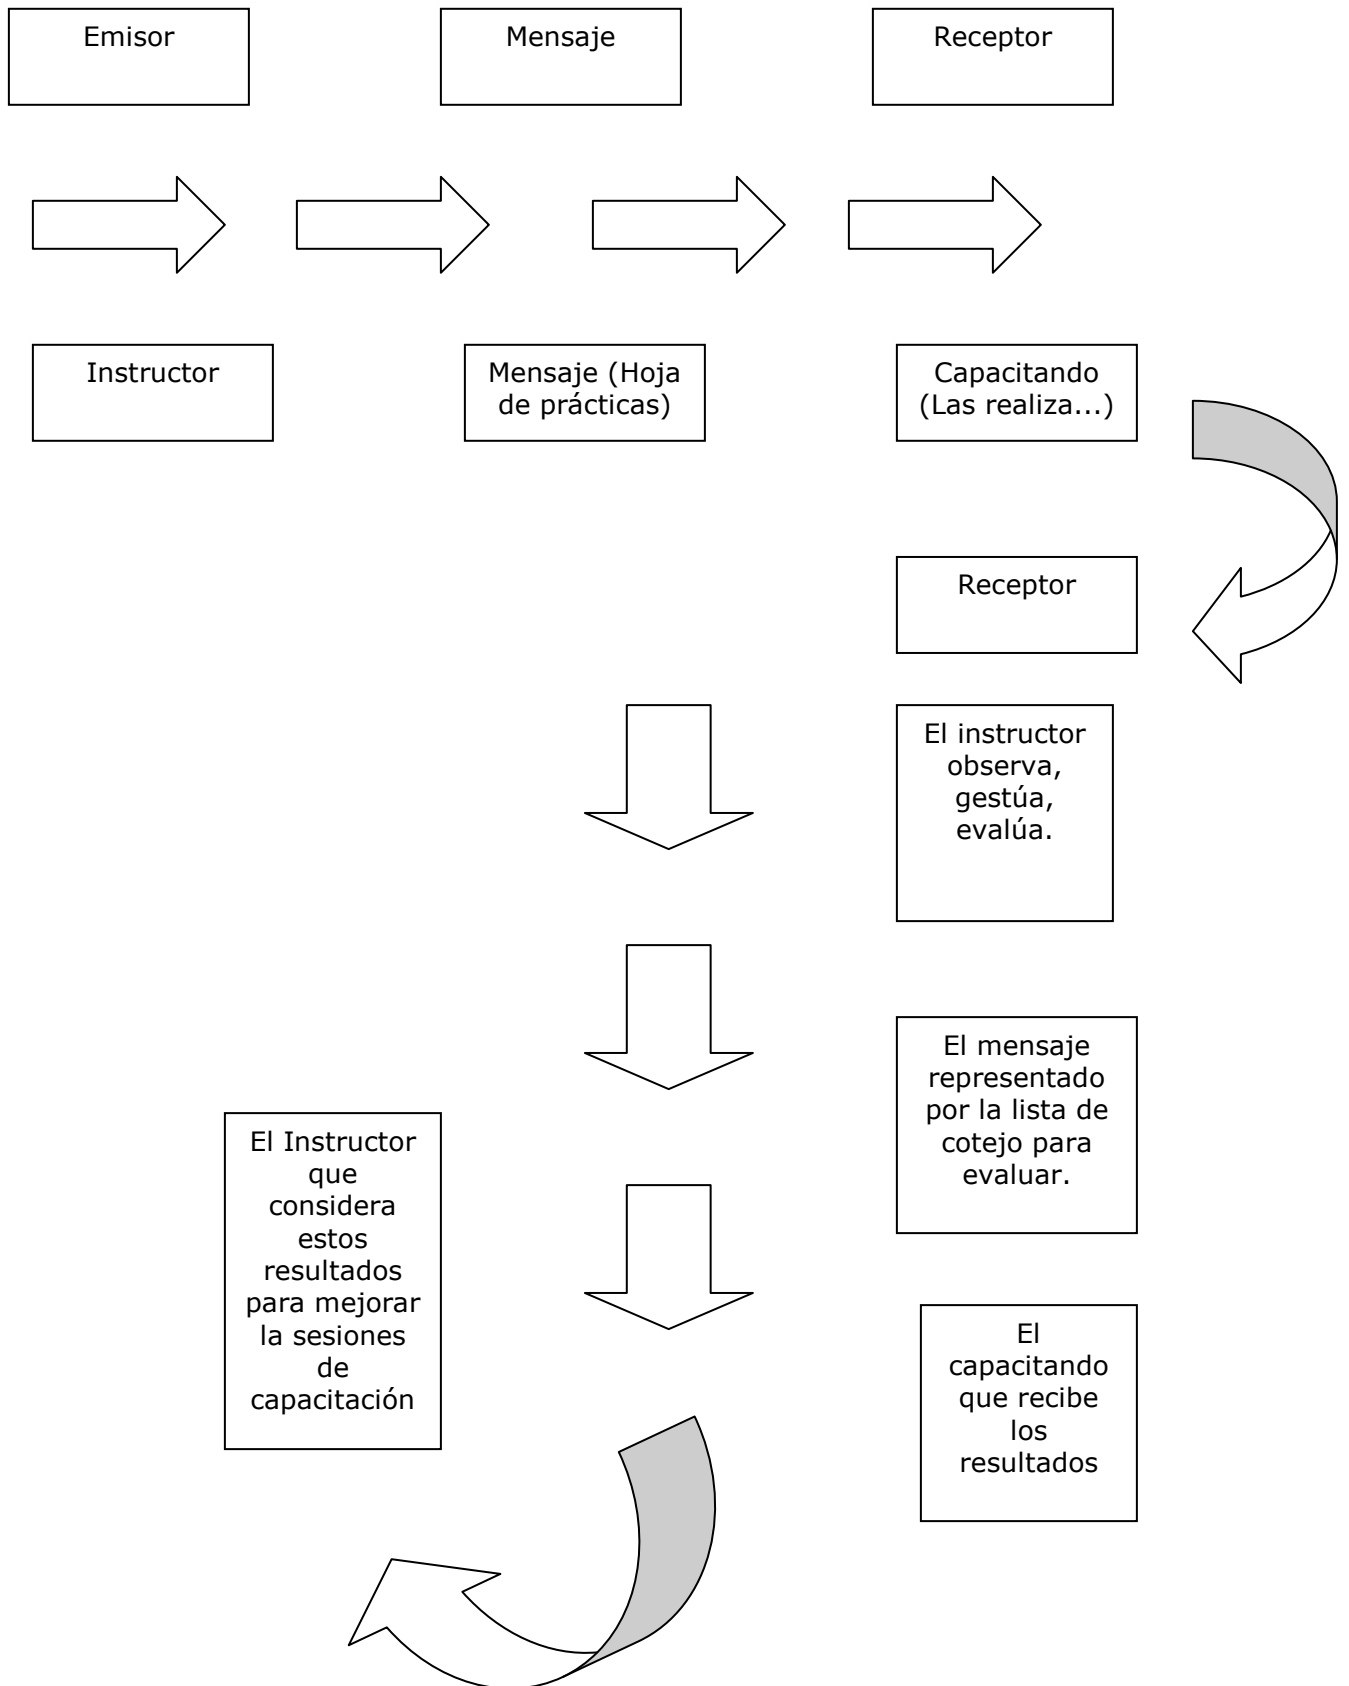 Emisor
Mensaje
Receptor
Instructor
Mensaje (Hoja
de prácticas)
Capacitando
(Las realiza...)
Receptor
El instructor
observa,
gestúa,
evalúa.
El mensaje
representado
por la lista de
cotejo para
evaluar.
El Instructor
que
considera
estos
resultados
para mejorar
la sesiones
de
capacitación
El
capacitando
que recibe
los
resultados